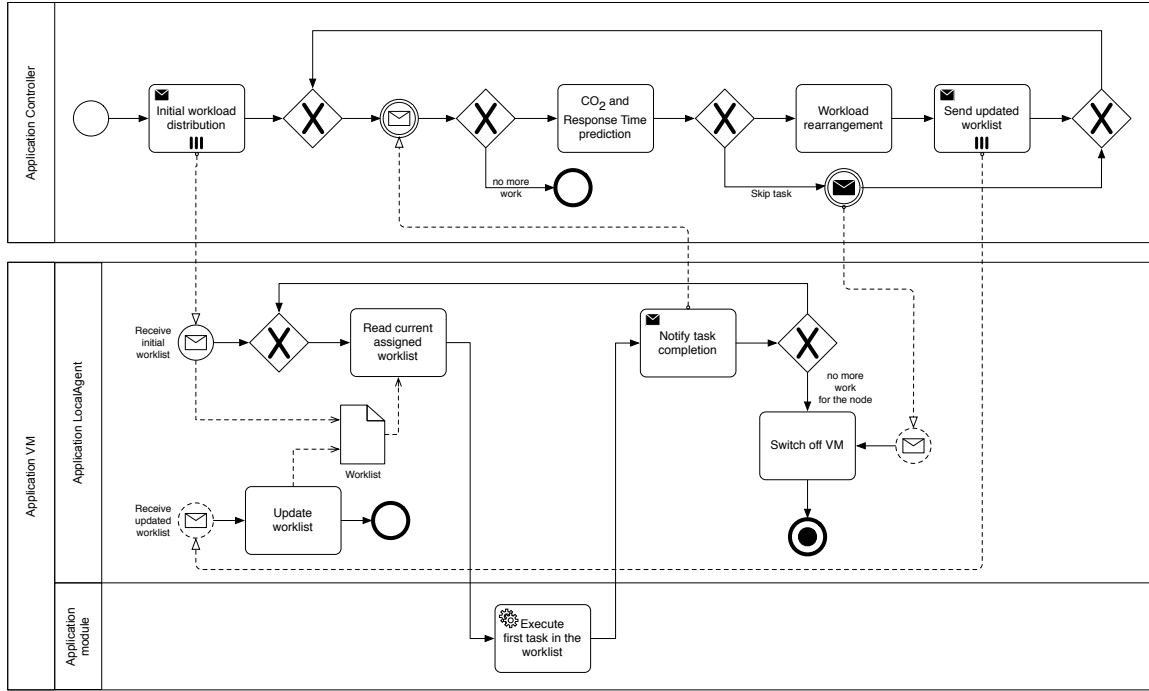 Application Controller
Initial workload
distribution
CO2 and
Response Time
prediction
Workload
rearrangement
Send updated
worklist
no more
work
Skip task
Application VM
Application LocalAgent
Receive
initial
worklist
Read current
assigned
worklist
Notify task
completion
no more
work
for the node
Switch off VM
Worklist
Receive
updated
worklist
Update
worklist
Application
module
Execute
first task in the
worklist